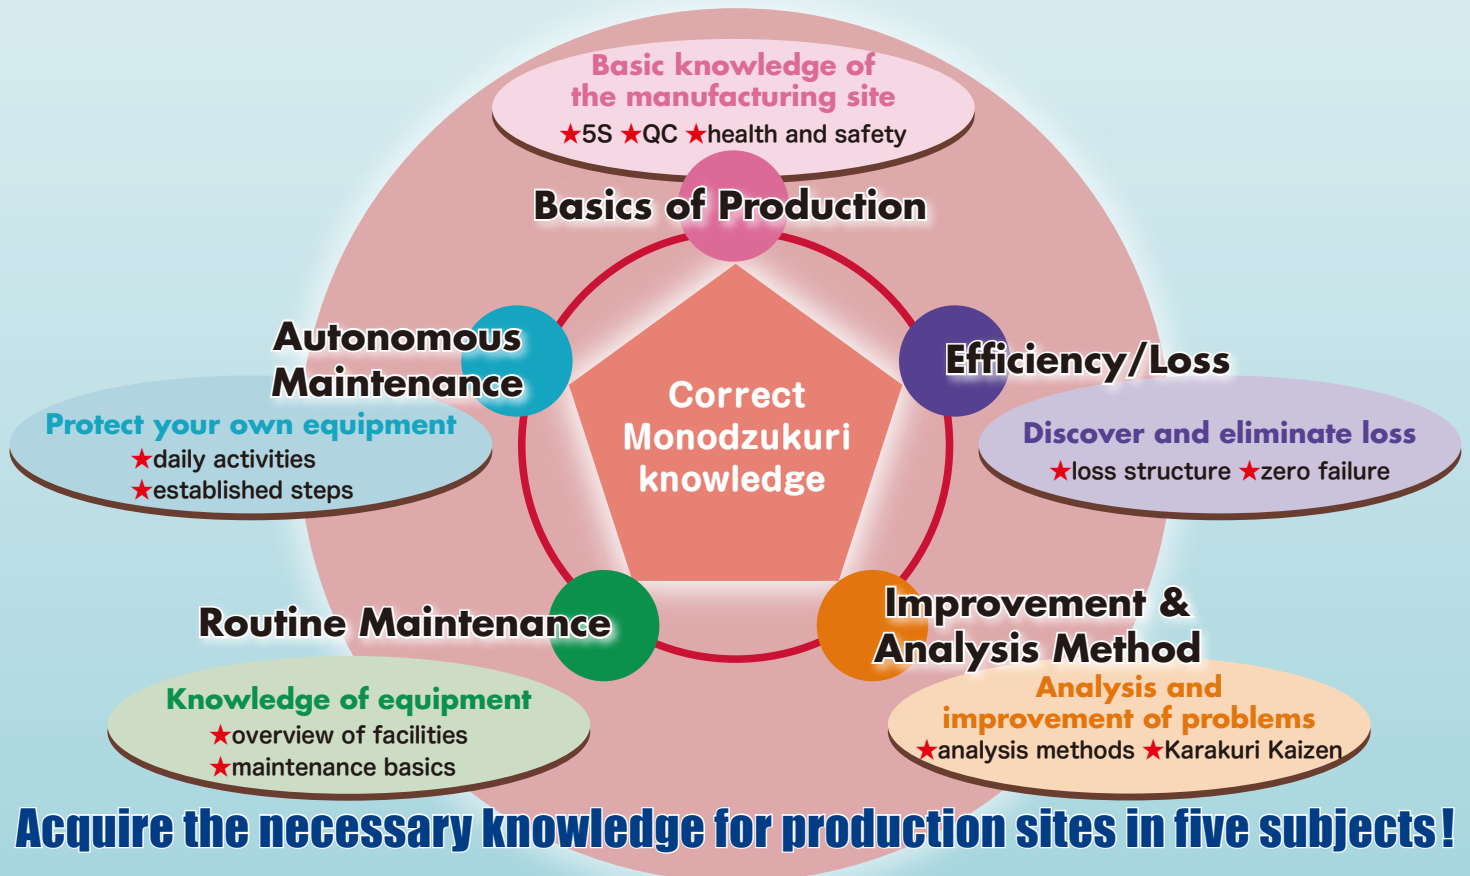 Basic knowledge of
the manufacturing site
★5S ★QC ★health and safety
Basics of Production
Autonomous
Maintenance
Protect your own equipment
★daily activities
★established steps
Efficiency/Loss
Discover and eliminate loss
★loss structure ★zero failure
Correct
Monodzukuri
knowledge
Routine Maintenance
Knowledge of equipment
★overview of facilities
★maintenance basics
Improvement &
Analysis Method
Analysis and
improvement of problems
★analysis methods ★Karakuri Kaizen
Acquire the necessary knowledge for production sites in five subjects!